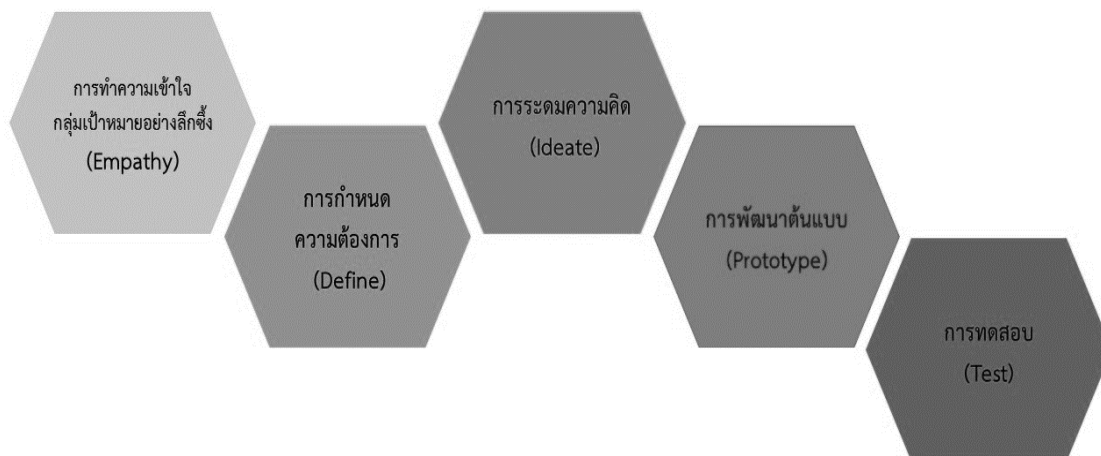 การทำความเข้าใจ
กลุ่มเป้าหมายอย่างลึกซึ้ง
(Empathy)
การกำหนด
ความต้องการ
(Define)
การระดมความคิด
(Ideate)
การพัฒนาต้นแบบ
(Prototype)
การทดสอบ
(Test)